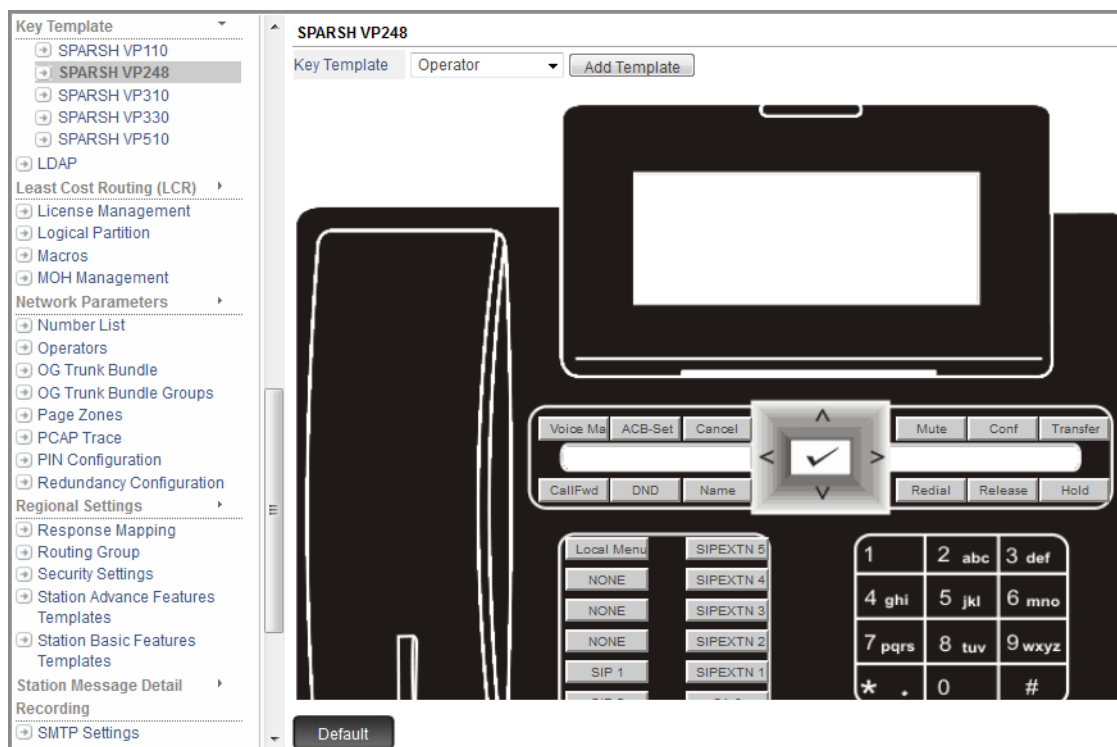 Key Template
SPARSH VP110
SPARSH VP248
SPARSH VP310
SPARSH VP330
SPARSH VP510
LDAP
Least Cost Routing (LCR)
License Management
Logical Partition
Macros
MOH Management
Network Parameters
Number List
Operators
OG Trunk Bundle
OG Trunk Bundle Groups
Page Zones
PCAP Trace
PIN Configuration
Redundancy Configuration
Regional Settings
Response Mapping
Routing Group
Security Settings
Station Advance Features
Templates
Station Basic Features
Templates
Station Message Detail
Recording
SMTP Settings
SPARSH VP248
Key Template Operator Add Template
Voice Ma ACB-Set Cancel Mute Conf Transfer
CallFwd DND Name Redial Release Hold
Local Menu SIPEXTN 5
NONE SIPEXTN 4
NONE SIPEXTN 3
NONE SIPEXTN 2
SIP 1 SIPEXTN 1
1 2 abc 3 def
4 ghi 5 jkl 6 mno
7 pqrs 8 tuv 9 wxyz
* . 0 #
Default